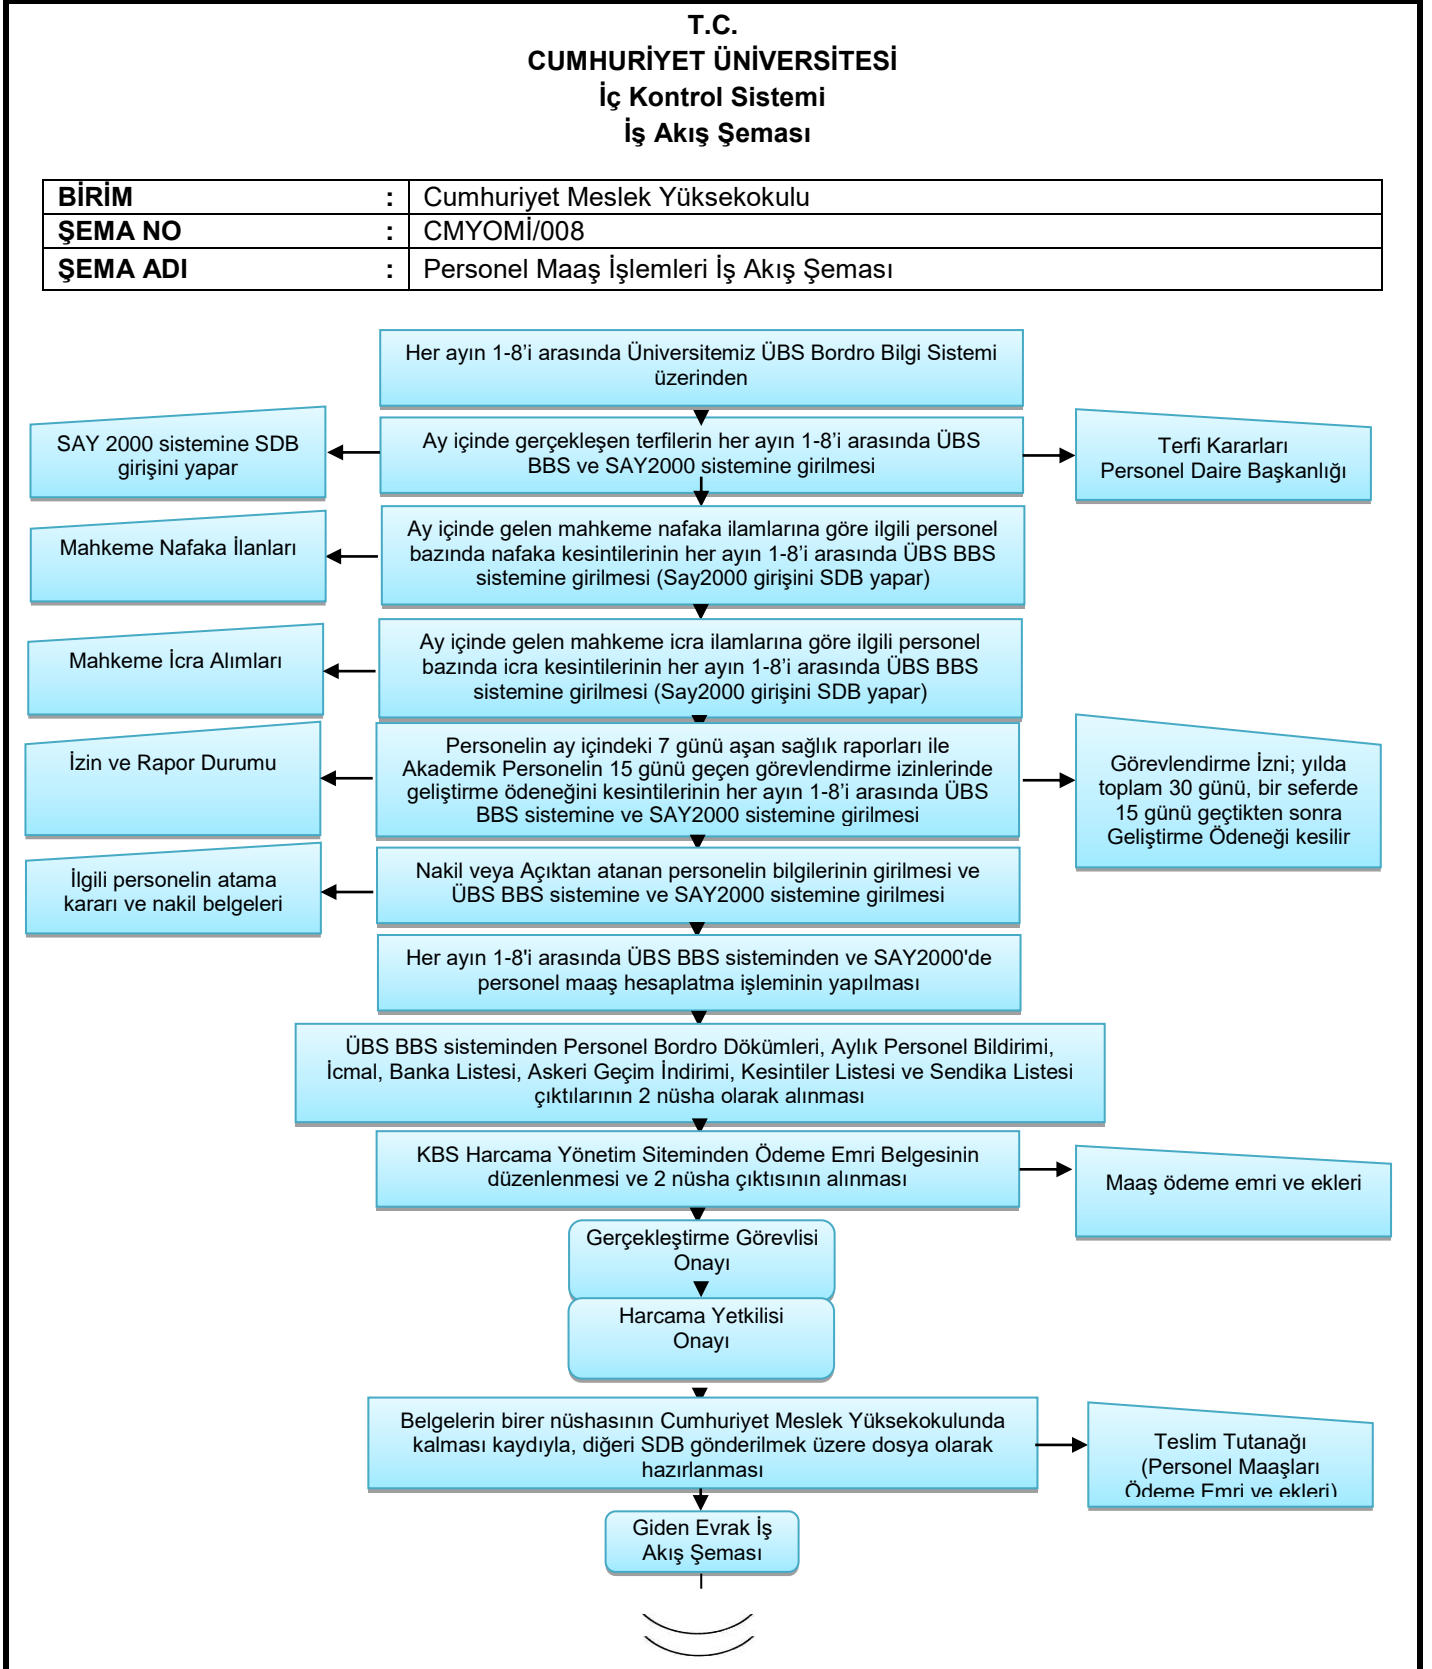 T.C.
CUMHURİYET ÜNİVERSİTESİ
İç Kontrol Sistemi
İş Akış Şeması
BİRİM : Cumhuriyet Meslek Yüksekokulu
ŞEMA NO : CMYOMİ/008
ŞEMA ADI : Personel Maaş İşlemleri İş Akış Şeması
Her ayın 1-8’i arasında Üniversitemiz ÜBS Bordro Bilgi Sistemi
üzerinden
SAY 2000 sistemine SDB
girişini yapar
Ay içinde gerçekleşen terfilerin her ayın 1-8’i arasında ÜBS
BBS ve SAY2000 sistemine girilmesi
Terfi Kararları
Personel Daire Başkanlığı
Mahkeme Nafaka İlanları
Ay içinde gelen mahkeme nafaka ilamlarına göre ilgili personel
bazında nafaka kesintilerinin her ayın 1-8’i arasında ÜBS BBS
sistemine girilmesi (Say2000 girişini SDB yapar)
Mahkeme İcra Alımları
Ay içinde gelen mahkeme icra ilamlarına göre ilgili personel
bazında icra kesintilerinin her ayın 1-8’i arasında ÜBS BBS
sistemine girilmesi (Say2000 girişini SDB yapar)
İzin ve Rapor Durumu
Personelin ay içindeki 7 günü aşan sağlık raporları ile
Akademik Personelin 15 günü geçen görevlendirme izinlerinde
geliştirme ödeneğini kesintilerinin her ayın 1-8’i arasında ÜBS
BBS sistemine ve SAY2000 sistemine girilmesi
Görevlendirme İzni; yılda
toplam 30 günü, bir seferde
15 günü geçtikten sonra
Geliştirme Ödeneği kesilir
İlgili personelin atama
kararı ve nakil belgeleri
Nakil veya Açıktan atanan personelin bilgilerinin girilmesi ve
ÜBS BBS sistemine ve SAY2000 sistemine girilmesi
Her ayın 1-8'i arasında ÜBS BBS sisteminden ve SAY2000'de
personel maaş hesaplatma işleminin yapılması
ÜBS BBS sisteminden Personel Bordro Dökümleri, Aylık Personel Bildirimi,
İcmal, Banka Listesi, Askeri Geçim İndirimi, Kesintiler Listesi ve Sendika Listesi
çıktılarının 2 nüsha olarak alınması
KBS Harcama Yönetim Siteminden Ödeme Emri Belgesinin
düzenlenmesi ve 2 nüsha çıktısının alınması
Maaş ödeme emri ve ekleri
Gerçekleştirme Görevlisi
Onayı
Harcama Yetkilisi
Onayı
Belgelerin birer nüshasının Cumhuriyet Meslek Yüksekokulunda
kalması kaydıyla, diğeri SDB gönderilmek üzere dosya olarak
hazırlanması
Teslim Tutanağı
(Personel Maaşları
Ödeme Emri ve ekleri)
Giden Evrak İş
Akış Şeması